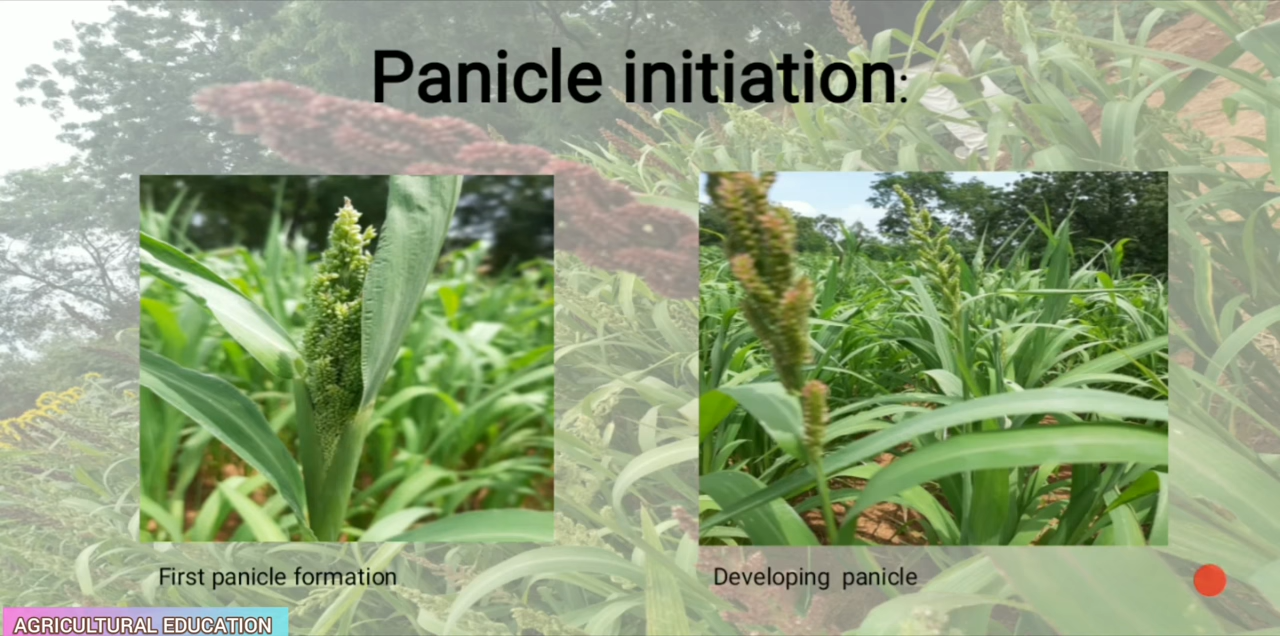 Panicle initiation:
First panicle formation
Developing panicle
AGRICULTURAL EDUCATION